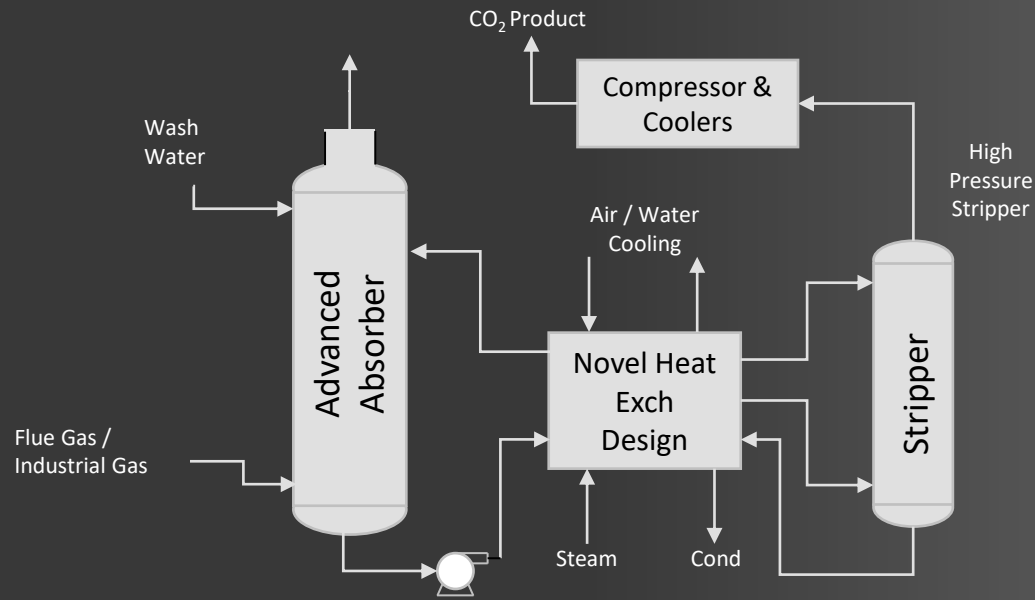 CO₂ Product
Compressor &
Coolers
Wash
Water
High
Pressure
Stripper
Air / Water
Cooling
Advanced
Absorber
Novel Heat
Exch
Design
Stripper
Flue Gas /
Industrial Gas
Steam
Cond